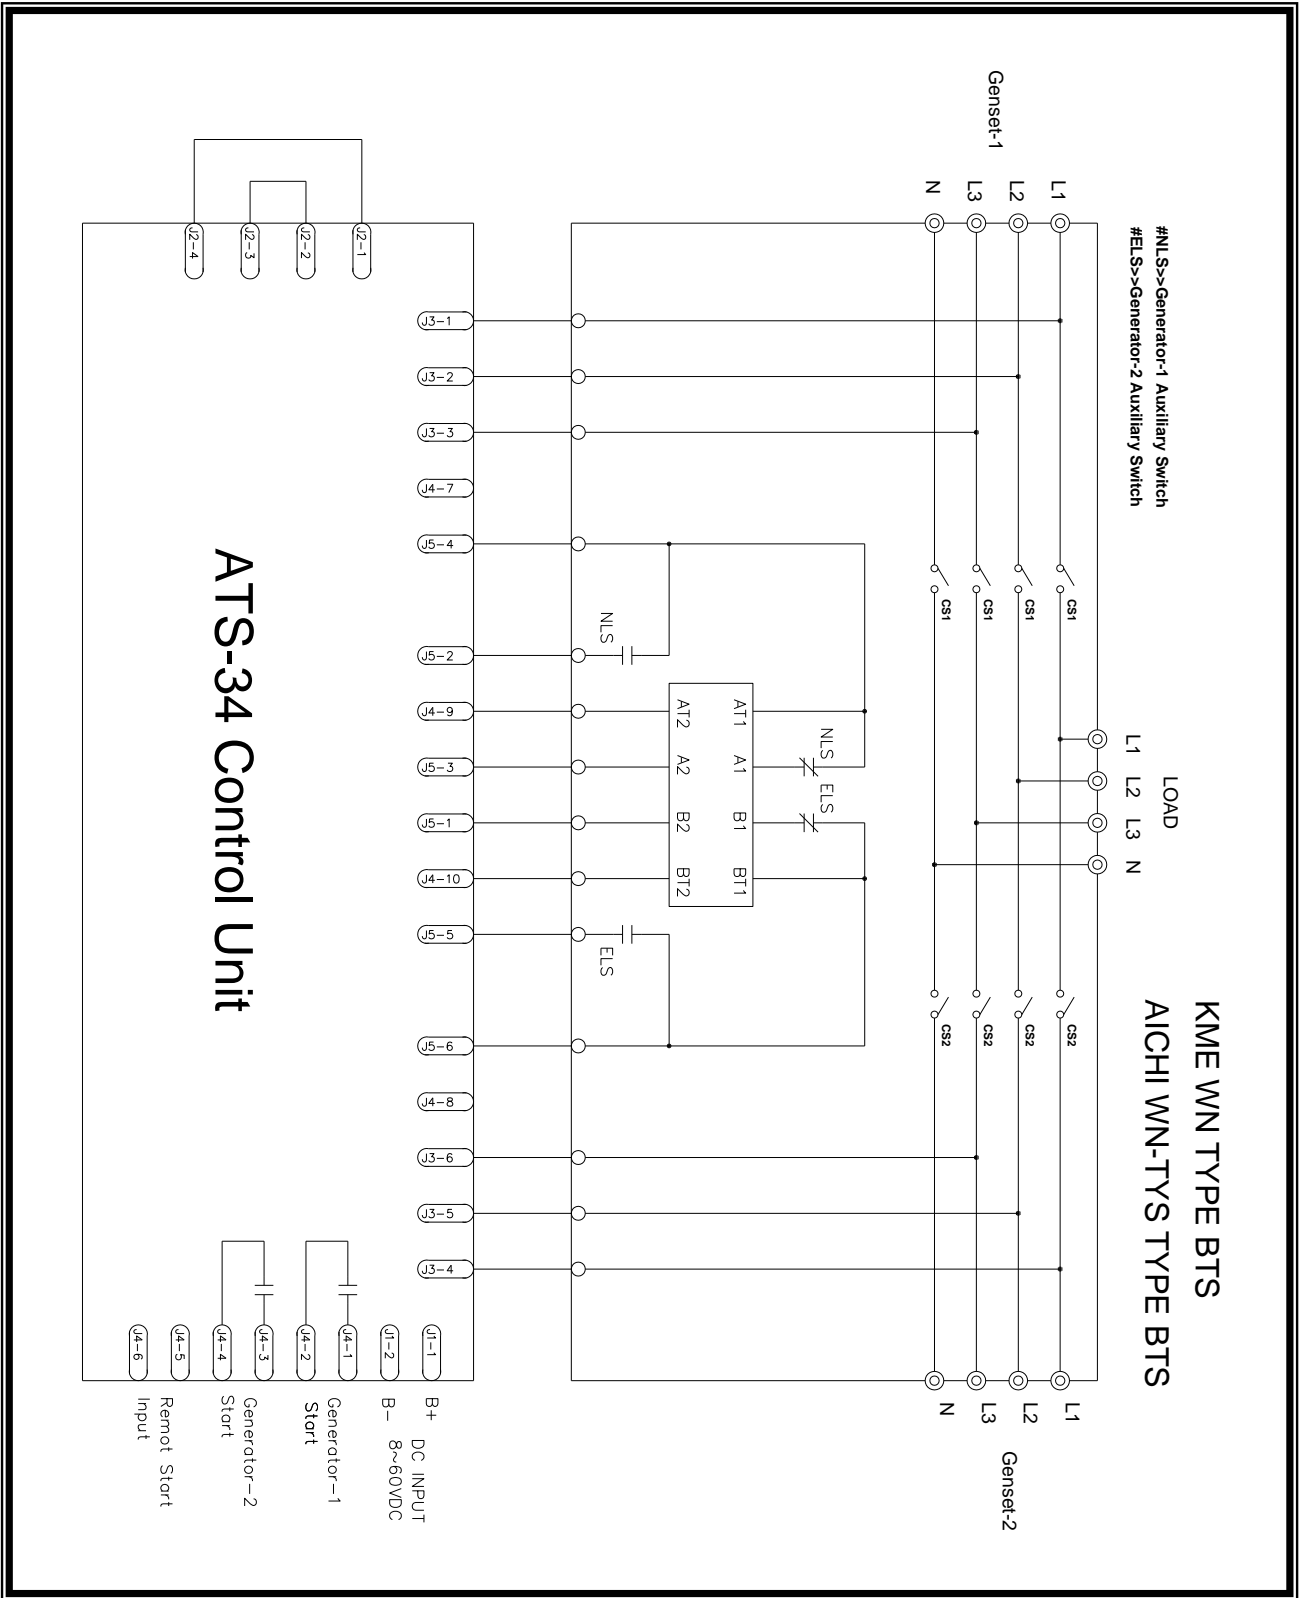 KME WN TYPE BTS
AICHI WN-TYS TYPE BTS
#NLS>>Generator-1 Auxiliary Switch
#ELS>>Generator-2 Auxiliary Switch
LOAD
L1
L2
L3
N
Genset-1
L1
L2
L3
N
CS1
CS1
CS1
CS1
CS2
CS2
CS2
CS2
L1
L2
L3
N
Genset-2
NLS
ELS
AT1
A1
B1
BT1
AT2
A2
B2
BT2
NLS
ELS
J3-1
J3-2
J3-3
J4-7
J5-4
J5-2
J4-9
J5-3
J5-1
J4-10
J5-5
J5-6
J4-8
J3-6
J3-5
J3-4
J2-1
J2-2
J2-3
J2-4
ATS-34 Control Unit
J1-1
B+
DC INPUT
J1-2
B-
8~60VDC
J4-1
Generator-1
J4-2
Start
J4-3
Generator-2
J4-4
Start
J4-5
Remot Start
J4-6
Input